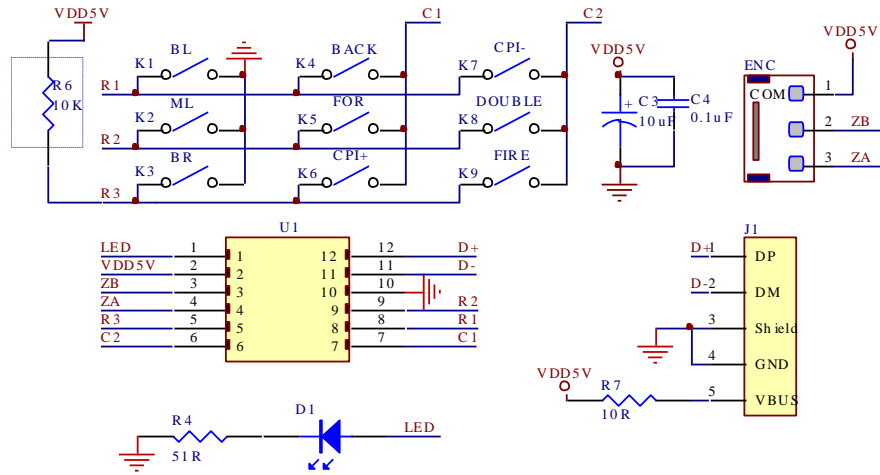 VDD5V
R6
10K
C1
C2
K1 BL
K4 BACK
K7 CPI-
R1
K2 ML
K5 FOR
K8 DOUBLE
R2
K3 BR
K6 CPI+
K9 FIRE
R3
VDD5V
C3
10uF
C4
0.1uF
VDD5V
ENC
COM
1
2 ZB
3 ZA
U1
LED 1 1 12 12 D+
VDD5V 2 2 11 11 D-
ZB 3 3 10 10
ZA 4 4 9 9 R2
R3 5 5 8 8 R1
C2 6 6 7 7 C1
J1
D+ 1 DP
D- 2 DM
3 Shield
4 GND
5 VBUS
VDD5V
R7
10R
R4
51R
D1
LED